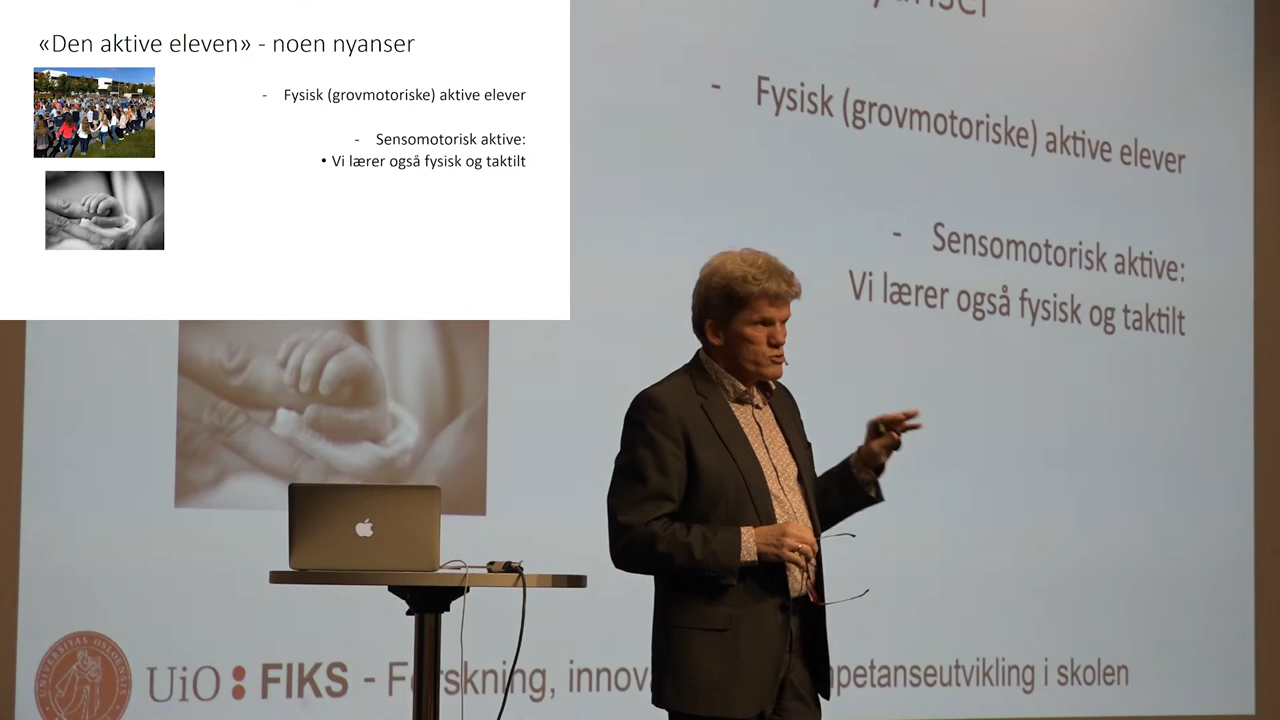 «Den aktive eleven» - noen nyanser
- Fysisk (grovmotoriske) aktive elever
- Sensomotorisk aktive:
• Vi lærer også fysisk og taktilt
- Fysisk (grovmotoriske) aktive elever
- Sensomotorisk aktive:
Vi lærer også fysisk og taktilt
UiO : FIKS - Forskning, innov petanseutvikling i skolen